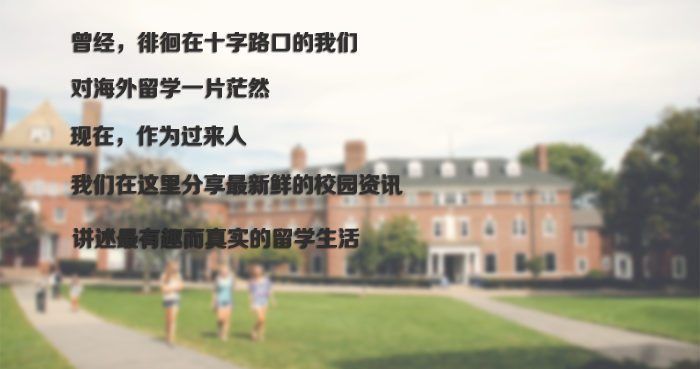 曾经，徘徊在十字路口的我们
对海外留学一片茫然
现在，作为过来人
我们在这里分享最新鲜的校园资讯
讲述最有趣而真实的留学生活